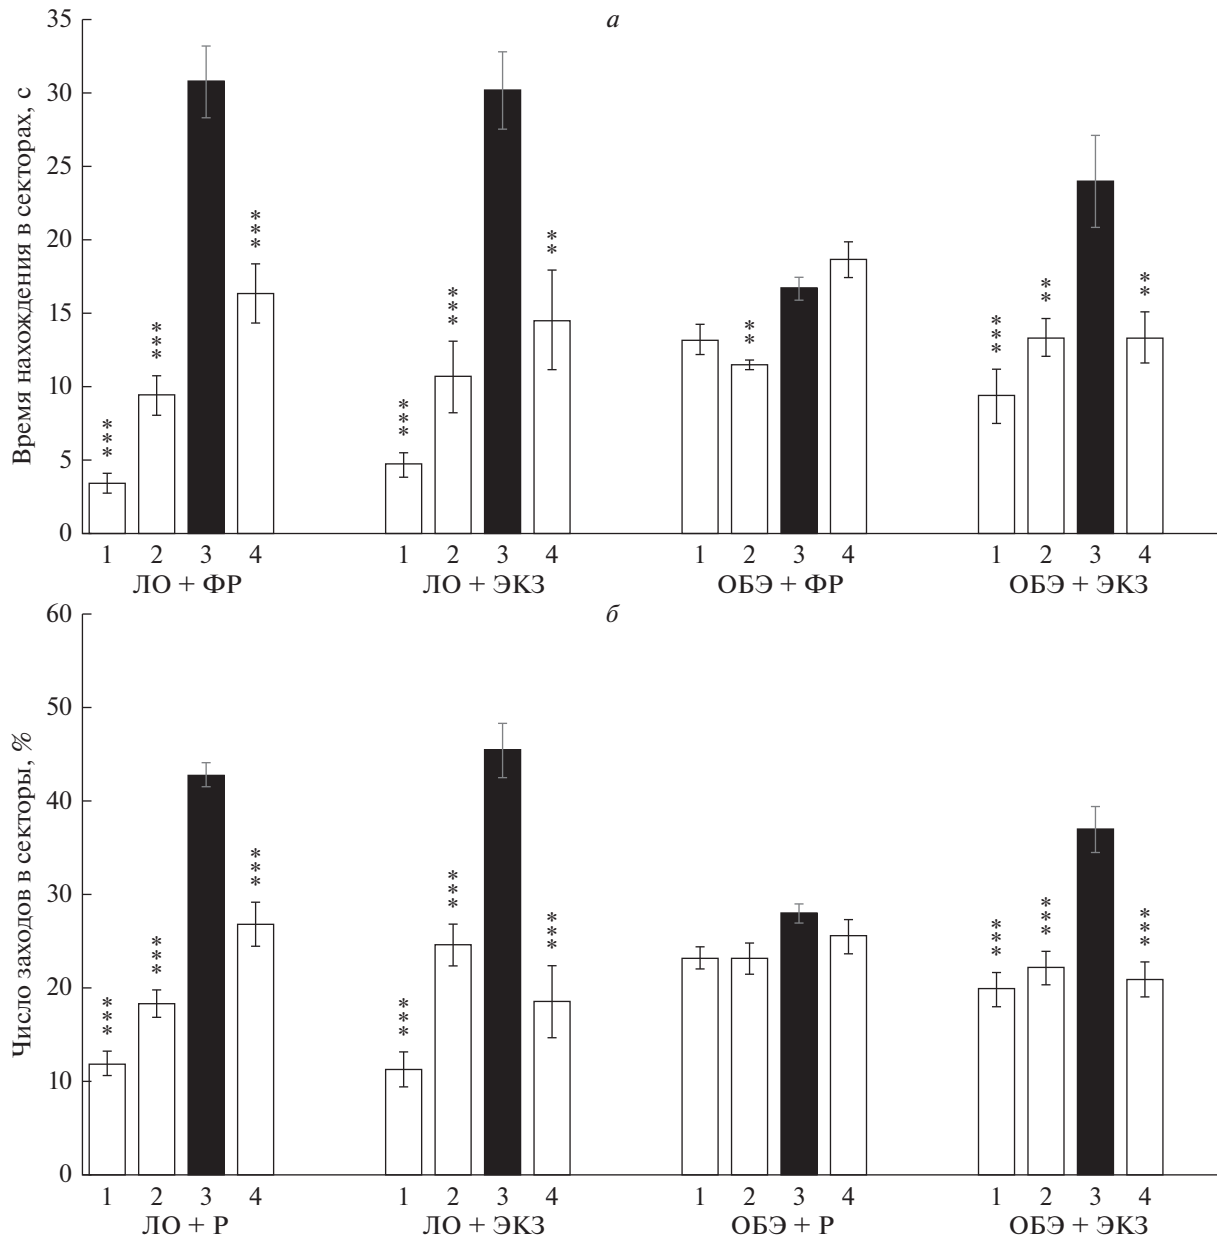 а
Время нахождения в секторах, с
35
30
25
20
15
10
5
0
*** *** *** *** *** ** ** *** ** **
1 2 3 4 1 2 3 4 1 2 3 4 1 2 3 4
ЛО + ФР ЛО + ЭКЗ ОБЭ + ФР ОБЭ + ЭКЗ
б
Число заходов в секторы, %
60
50
40
30
20
10
0
*** *** *** *** *** *** *** *** ***
1 2 3 4 1 2 3 4 1 2 3 4 1 2 3 4
ЛО + Р ЛО + ЭКЗ ОБЭ + Р ОБЭ + ЭКЗ